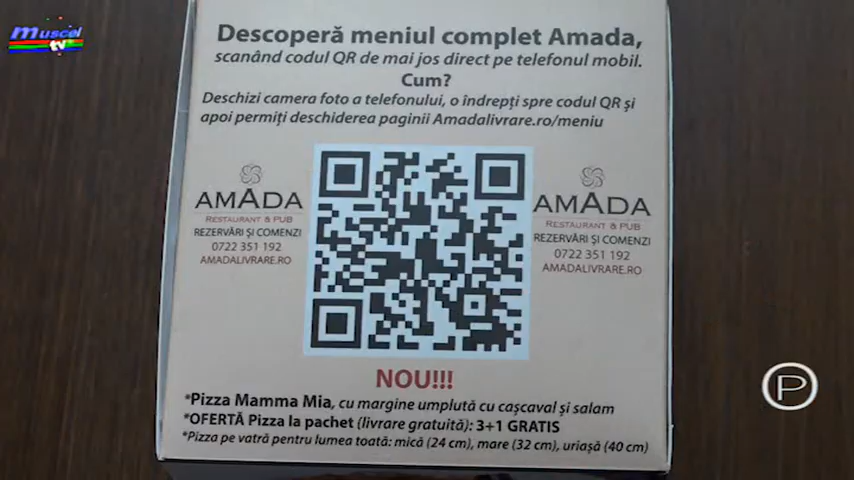 muscel
tv
Descoperă meniul complet Amada,
scanând codul QR de mai jos direct pe telefonul mobil.
Cum?
Deschizi camera foto a telefonului, o îndrepți spre codul QR și
apoi permiți deschiderea paginii Amadalivrare.ro/meniu
AMADA
RESTAURANT & PUB
REZERVĂRI ȘI COMENZI
0722 351 192
AMADALIVRARE.RO
AMADA
RESTAURANT & PUB
REZERVĂRI ȘI COMENZI
0722 351 192
AMADALIVRARE.RO
NOU!!!
*Pizza Mamma Mia, cu margine umplută cu cașcaval și salam
*OFERTĂ Pizza la pachet (livrare gratuită): 3+1 GRATIS
*Pizza pe vatră pentru lumea toată: mică (24 cm), mare (32 cm), uriașă (40 cm)
P